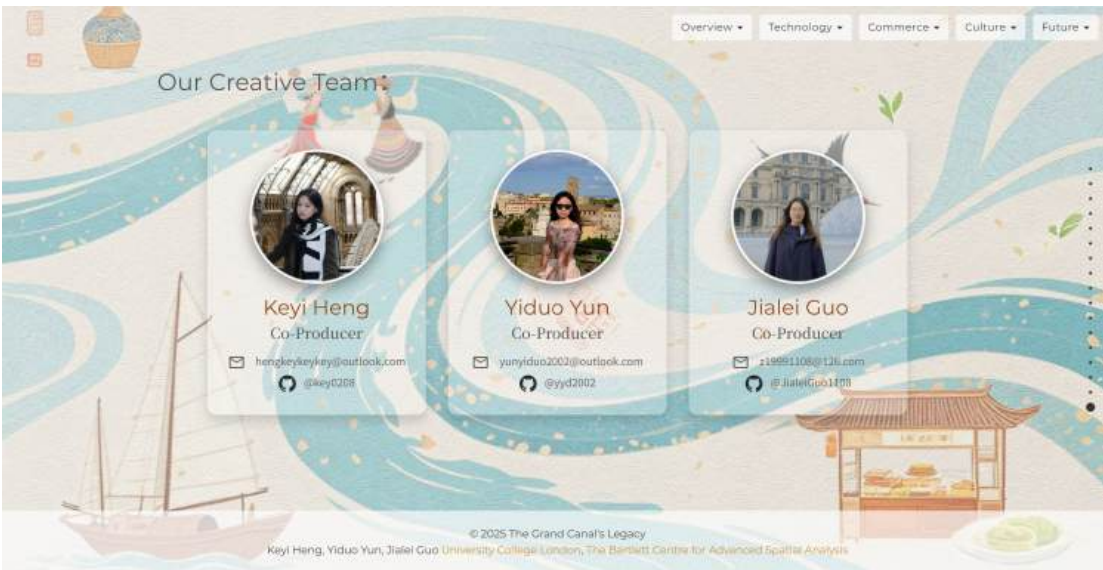 Overview
Technology
Commerce
Culture
Future
Our Creative Team:
Keyi Heng
Co-Producer
hengkeykeykey@outlook.com
@key0208
Yiduo Yun
Co-Producer
yunyiduo2002@outlook.com
@yyd2002
Jialei Guo
Co-Producer
z19991108@126.com
@JialeiGuo1108
© 2025 The Grand Canal's Legacy
Keyi Heng, Yiduo Yun, Jialei Guo University College London, The Bartlett Centre for Advanced Spatial Analysis